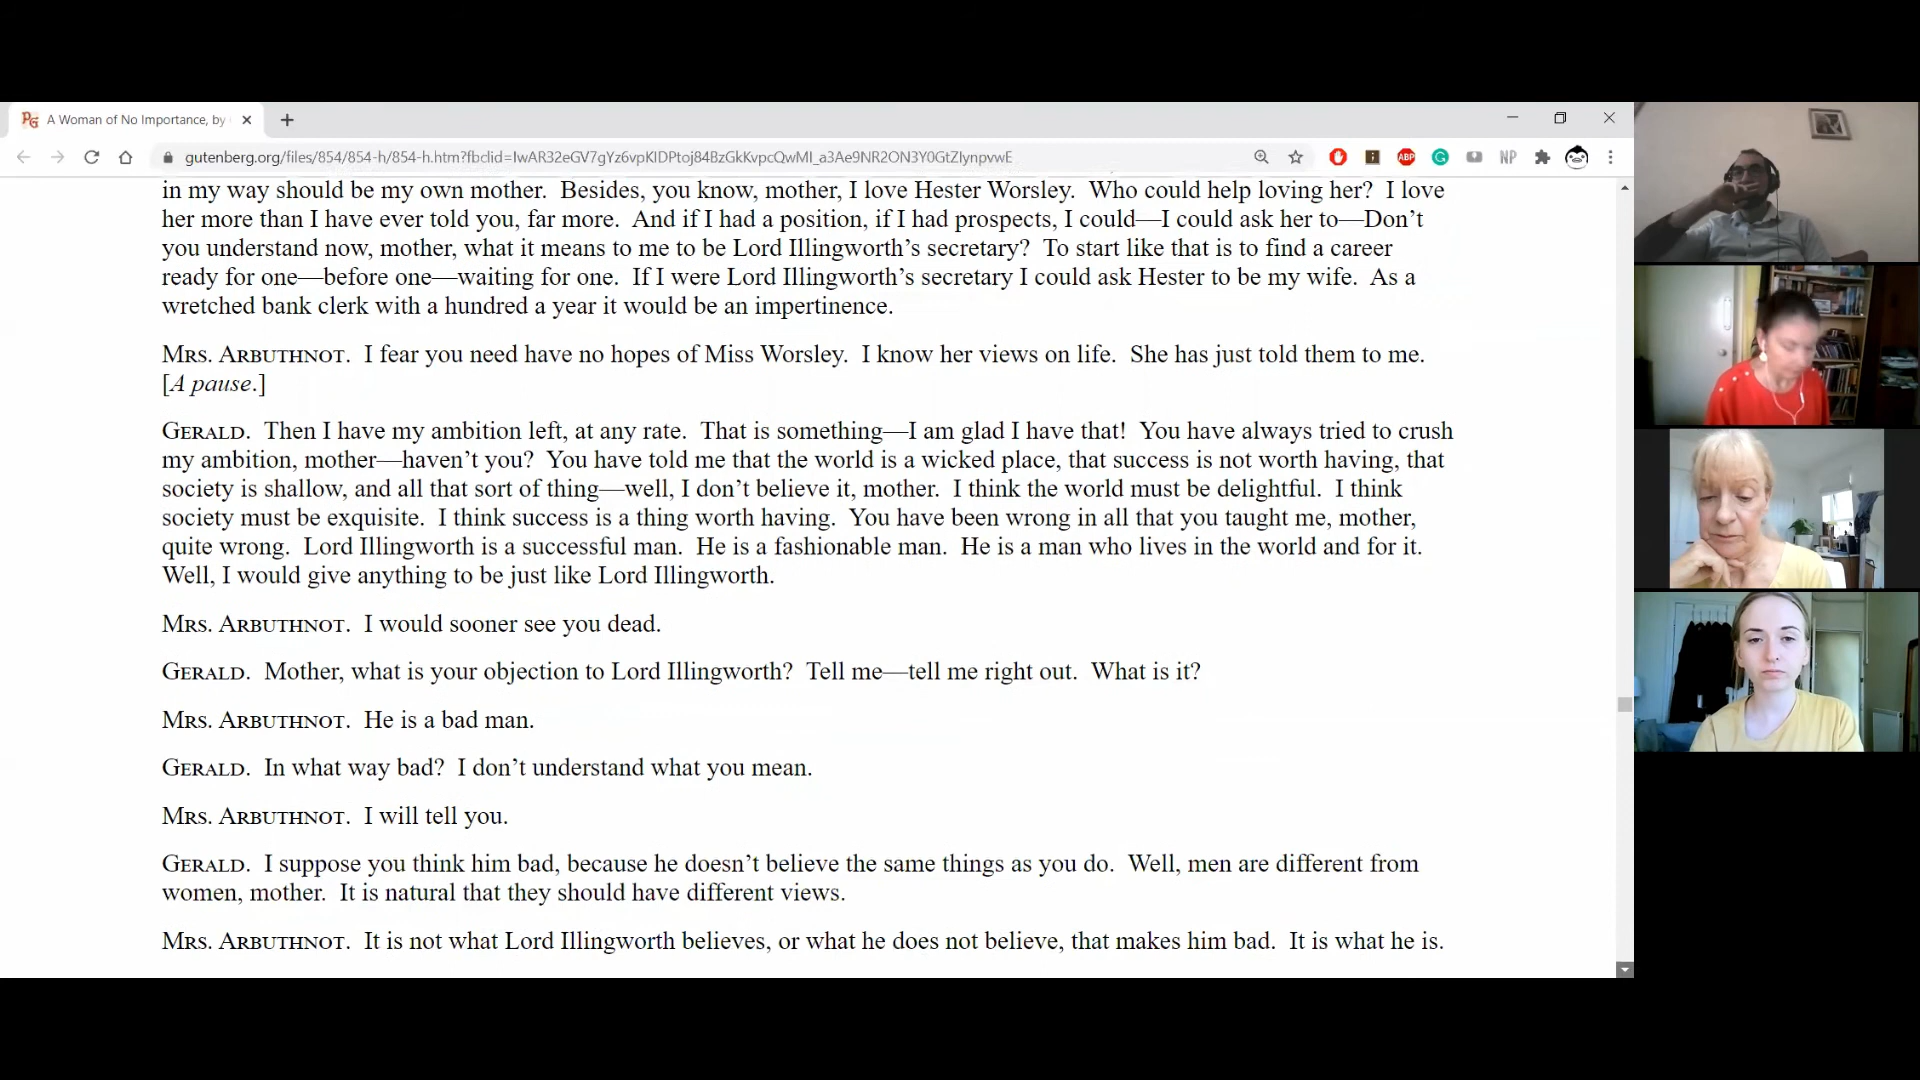 A Woman of No Importance, by
gutenberg.org/files/854/854-h/854-h.htm?fbclid=IwAR32eGV7gYz6vpKIDPtoj84BzGkKvpcQwMI_a3Ae9NR2ON3Y0GtZIynpvwE
ABP
NP
in my way should be my own mother. Besides, you know, mother, I love Hester Worsley. Who could help loving her? I love
her more than I have ever told you, far more. And if I had a position, if I had prospects, I could—I could ask her to—Don’t
you understand now, mother, what it means to me to be Lord Illingworth’s secretary? To start like that is to find a career
ready for one—before one—waiting for one. If I were Lord Illingworth’s secretary I could ask Hester to be my wife. As a
wretched bank clerk with a hundred a year it would be an impertinence.
Mrs. Arbuthnot. I fear you need have no hopes of Miss Worsley. I know her views on life. She has just told them to me.
[A pause.]
Gerald. Then I have my ambition left, at any rate. That is something—I am glad I have that! You have always tried to crush
my ambition, mother—haven’t you? You have told me that the world is a wicked place, that success is not worth having, that
society is shallow, and all that sort of thing—well, I don’t believe it, mother. I think the world must be delightful. I think
society must be exquisite. I think success is a thing worth having. You have been wrong in all that you taught me, mother,
quite wrong. Lord Illingworth is a successful man. He is a fashionable man. He is a man who lives in the world and for it.
Well, I would give anything to be just like Lord Illingworth.
Mrs. Arbuthnot. I would sooner see you dead.
Gerald. Mother, what is your objection to Lord Illingworth? Tell me—tell me right out. What is it?
Mrs. Arbuthnot. He is a bad man.
Gerald. In what way bad? I don’t understand what you mean.
Mrs. Arbuthnot. I will tell you.
Gerald. I suppose you think him bad, because he doesn’t believe the same things as you do. Well, men are different from
women, mother. It is natural that they should have different views.
Mrs. Arbuthnot. It is not what Lord Illingworth believes, or what he does not believe, that makes him bad. It is what he is.